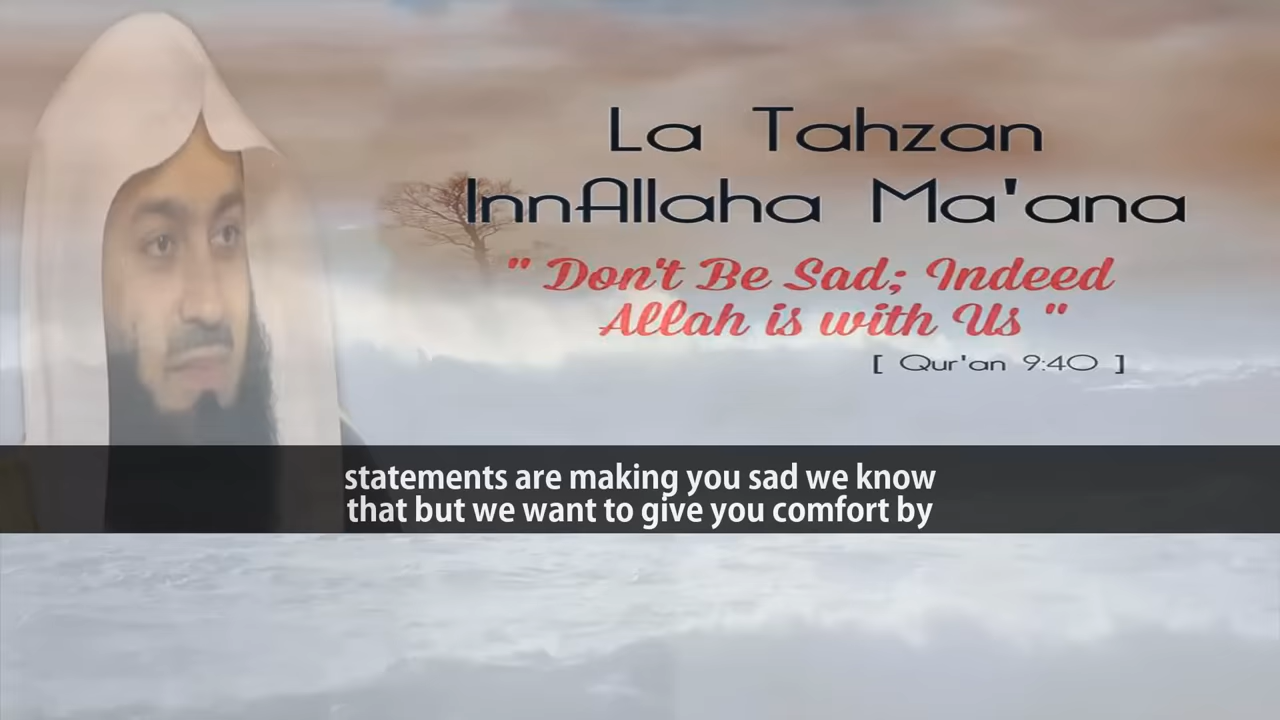 La Tahzan
InnAllaha Ma'ana
" Don't Be Sad; Indeed
Allah is with Us "
[ Qur'an 9:40 ]
statements are making you sad we know
that but we want to give you comfort by